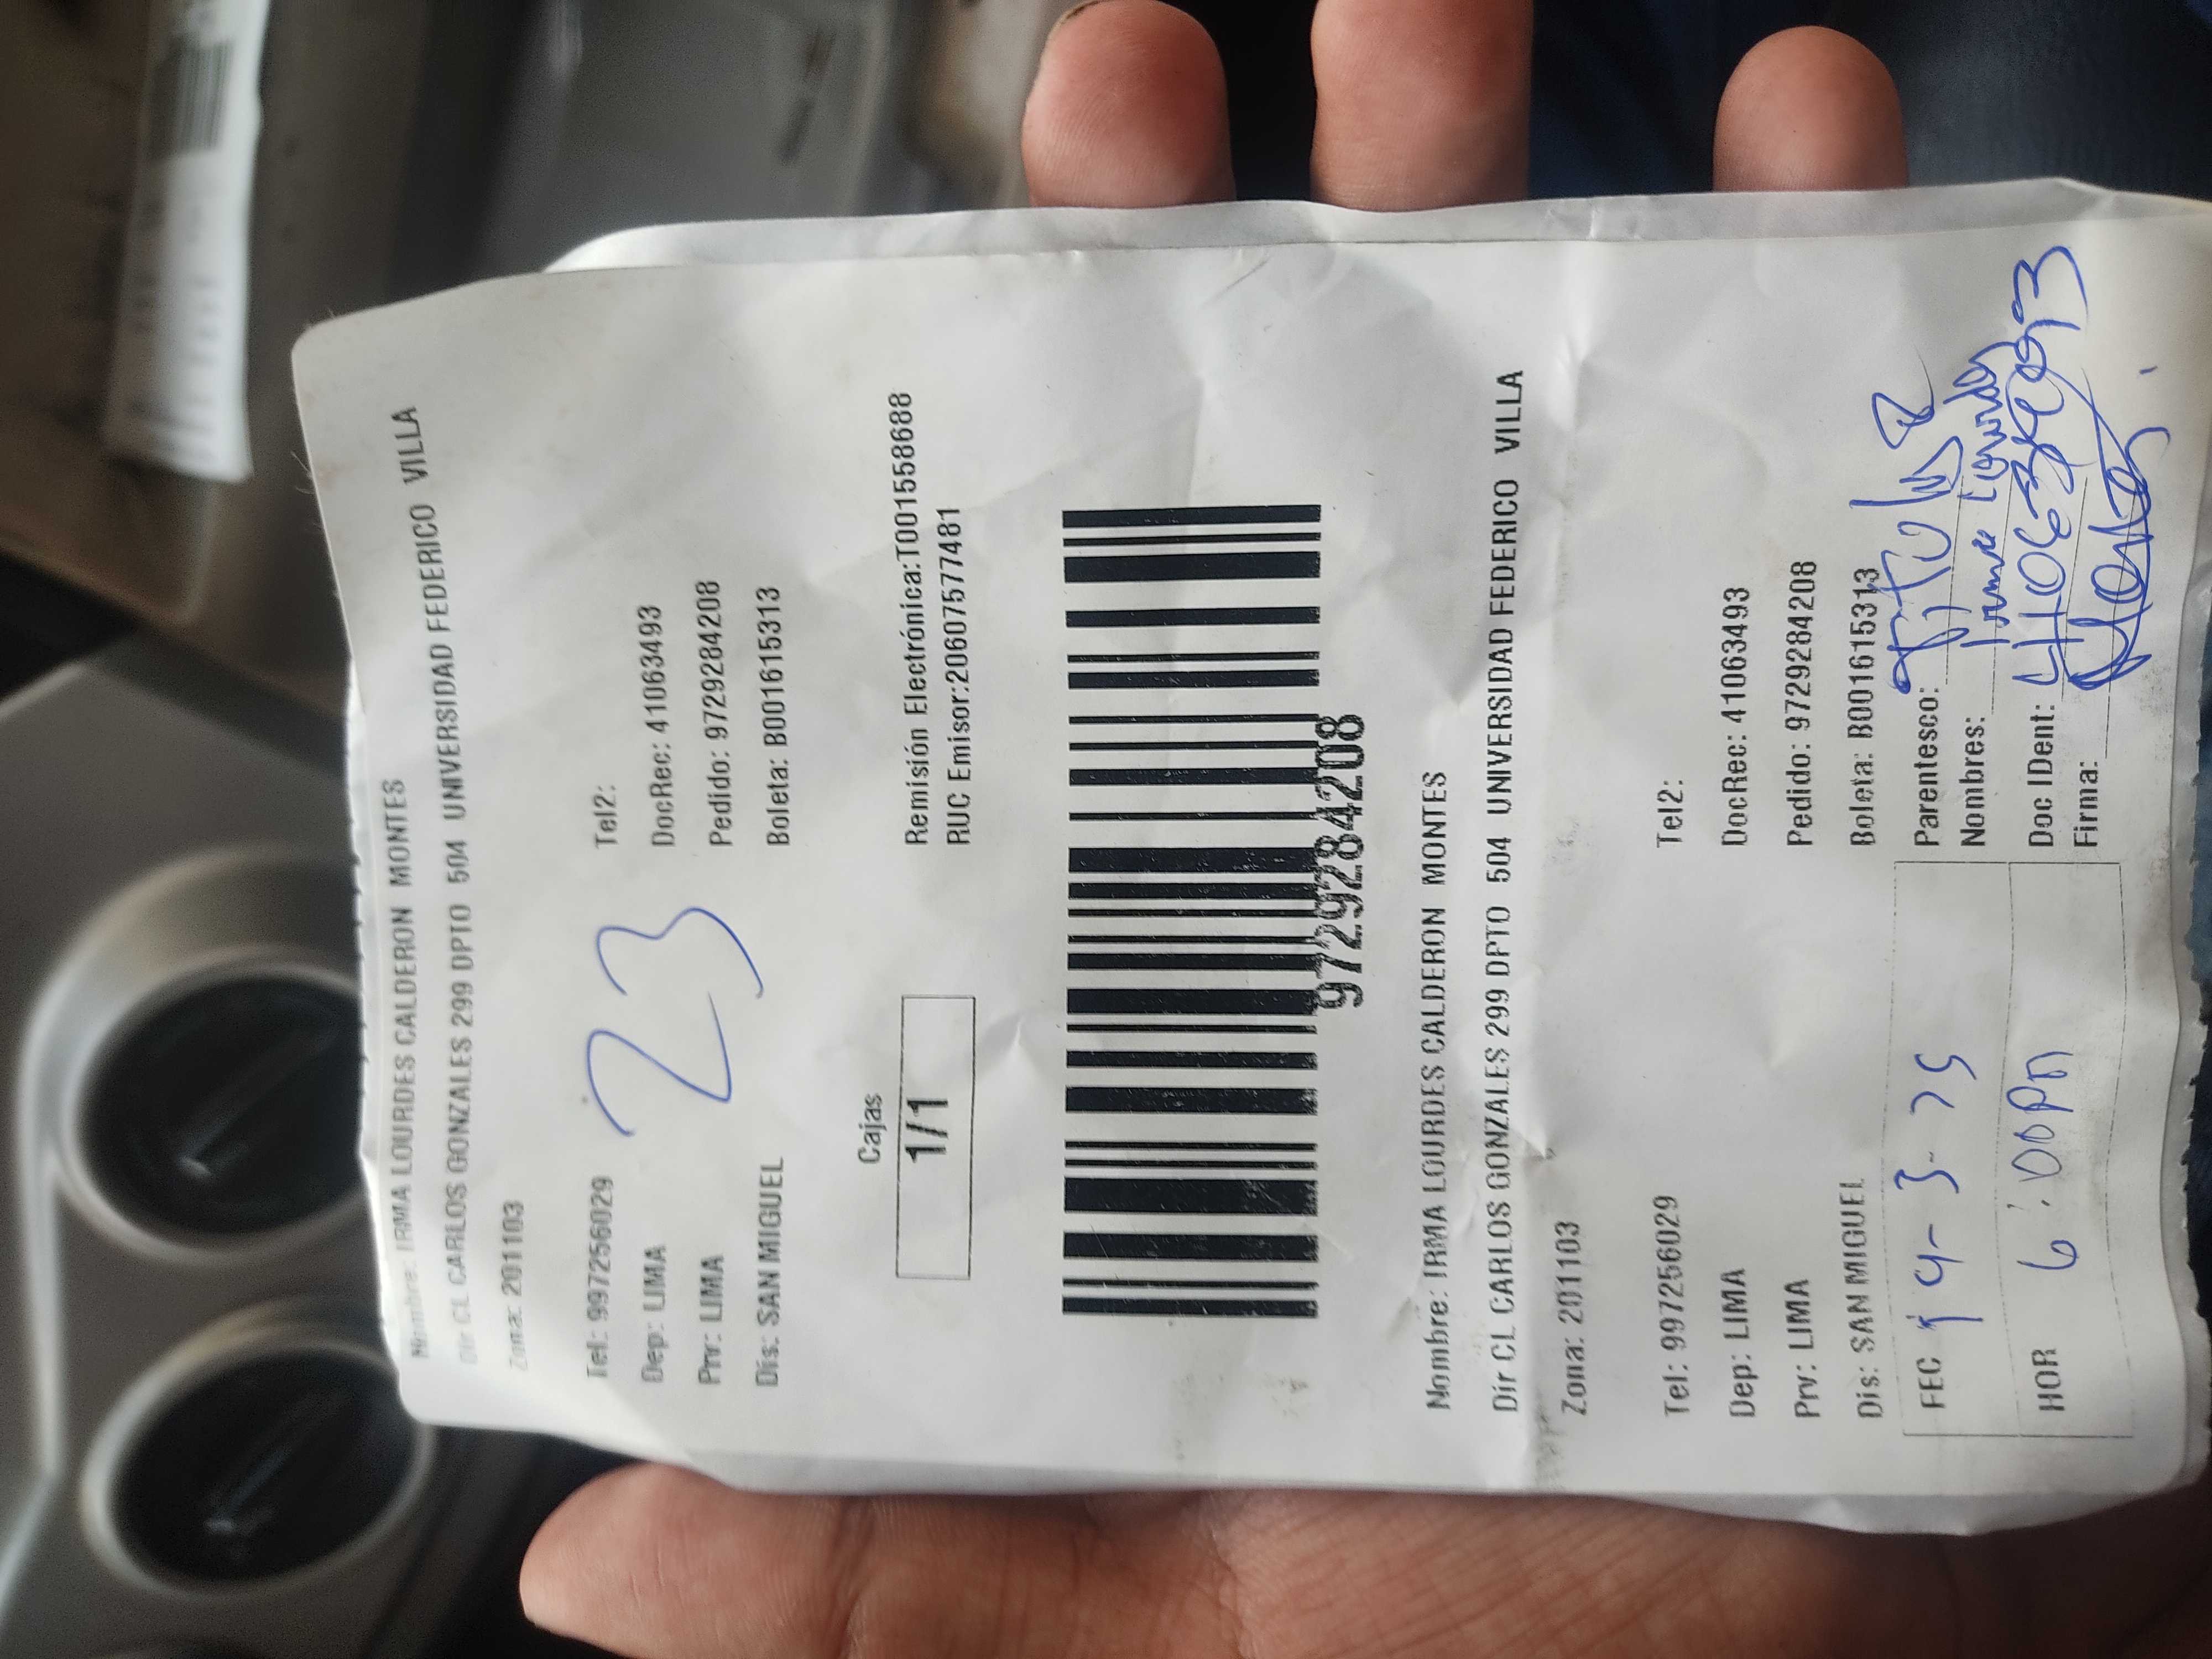 Nombre: IRMA LOURDES CALDERON MONTES
Dir CL CARLOS GONZALES 299 DPTO 504 UNIVERSIDAD FEDERICO VILLA
Zona: 201103
Tel: 997256029 Tel2:
Dep: LIMA DocRec: 41063493
Prv: LIMA Pedido: 9729284208
Dis: SAN MIGUEL Boleta: B001615313
23
Cajas
1/1
Remisión Electrónica:T001558688
RUC Emisor:20607577481
9729284208
Nombre: IRMA LOURDES CALDERON MONTES
Dir CL CARLOS GONZALES 299 DPTO 504 UNIVERSIDAD FEDERICO VILLA
Zona: 201103
Tel: 997256029 Tel2:
Dep: LIMA DocRec: 41063493
Prv: LIMA Pedido: 9729284208
Dis: SAN MIGUEL Boleta: B001615313
FEC 14-3-25 Parentesco:
Nombres: Lourdes
HOR 6:00PM Doc IDent: 41063493
Firma: